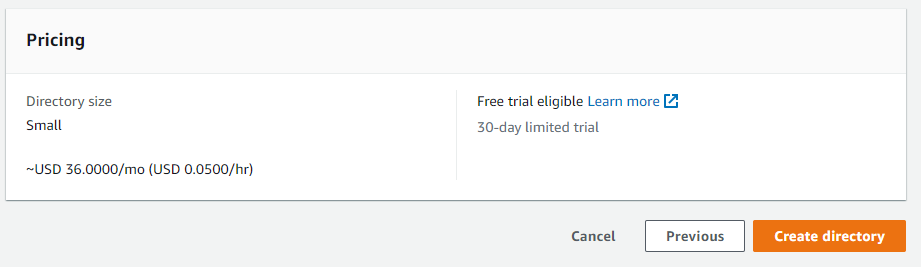 Pricing
Directory size
Small
~USD 36.0000/mo (USD 0.0500/hr)
Free trial eligible Learn more
30-day limited trial
Cancel
Previous
Create directory